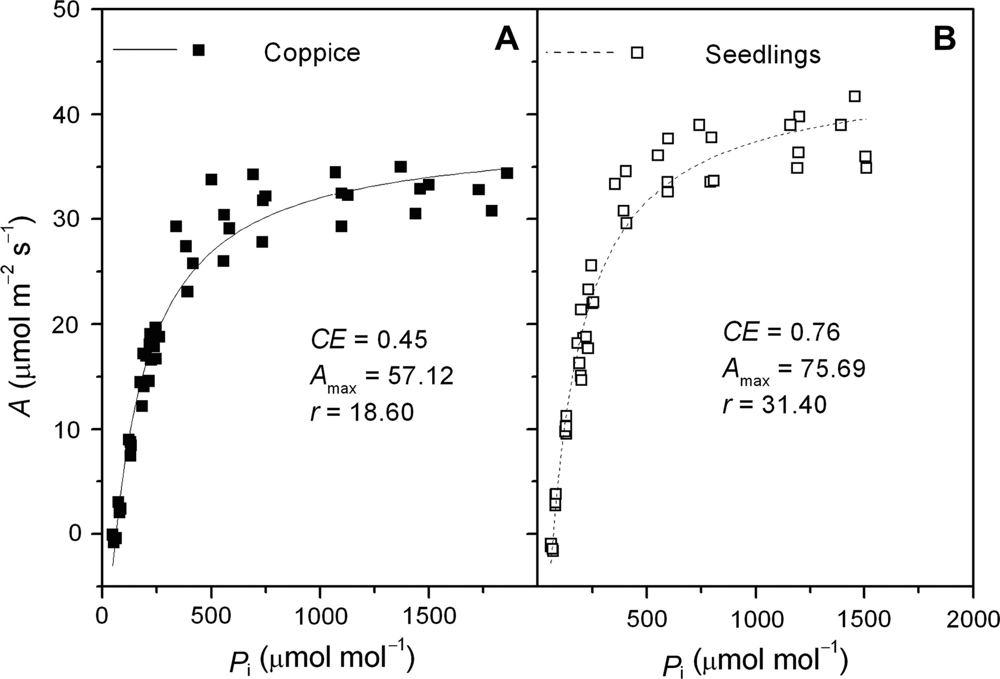 50
40
30
20
10
0
A (μmol m⁻² s⁻¹)
Coppice
A
CE = 0.45
Amax = 57.12
r = 18.60
0 500 1000 1500
Pi (μmol mol⁻¹)
Seedlings
B
CE = 0.76
Amax = 75.69
r = 31.40
500 1000 1500 2000
Pi (μmol mol⁻¹)